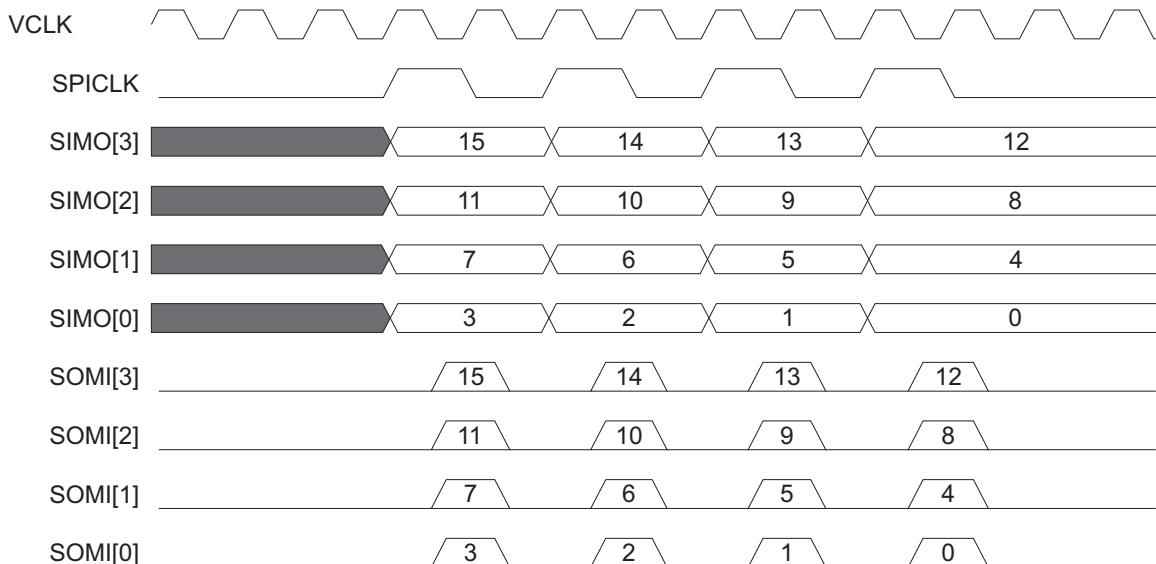 VCLK
SPICLK
SIMO[3] 15 14 13 12
SIMO[2] 11 10 9 8
SIMO[1] 7 6 5 4
SIMO[0] 3 2 1 0
SOMI[3] 15 14 13 12
SOMI[2] 11 10 9 8
SOMI[1] 7 6 5 4
SOMI[0] 3 2 1 0